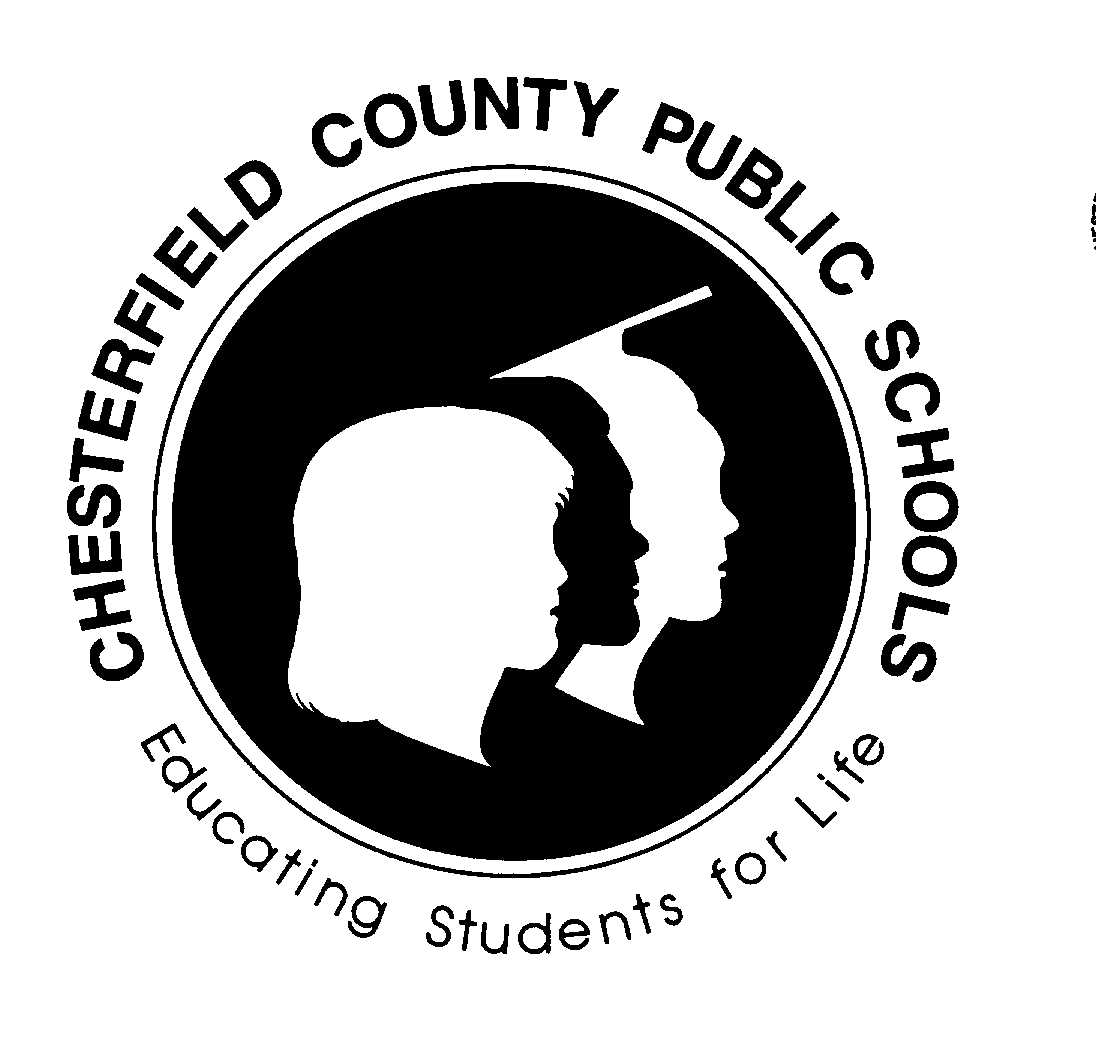 CHESTERFIELD COUNTY PUBLIC SCHOOLS
Educating Students for Life